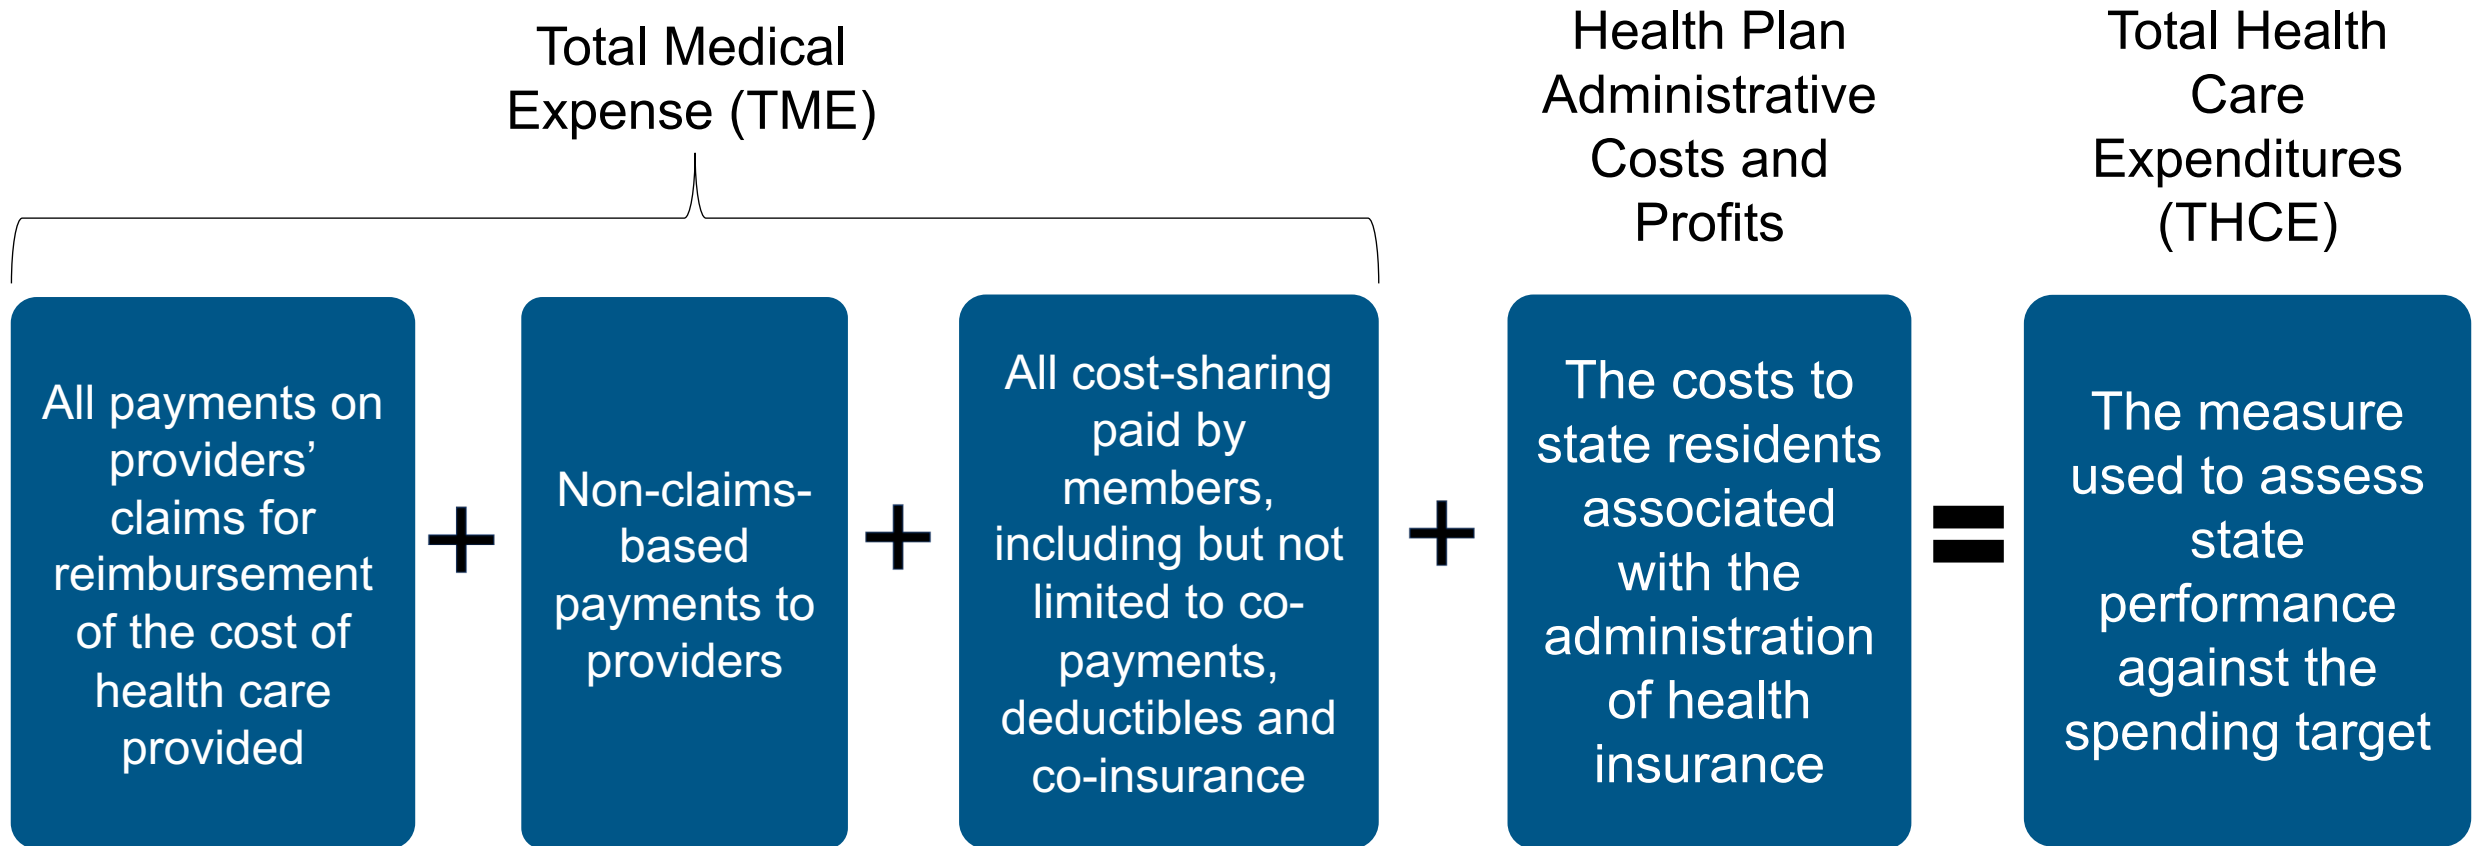 Total Medical
Expense (TME)
Health Plan
Administrative
Costs and
Profits
Total Health
Care
Expenditures
(THCE)
All payments on
providers’
claims for
reimbursement
of the cost of
health care
provided
+
Non-claims-
based
payments to
providers
+
All cost-sharing
paid by
members,
including but not
limited to co-
payments,
deductibles and
co-insurance
+
The costs to
state residents
associated
with the
administration
of health
insurance
=
The measure
used to assess
state
performance
against the
spending target